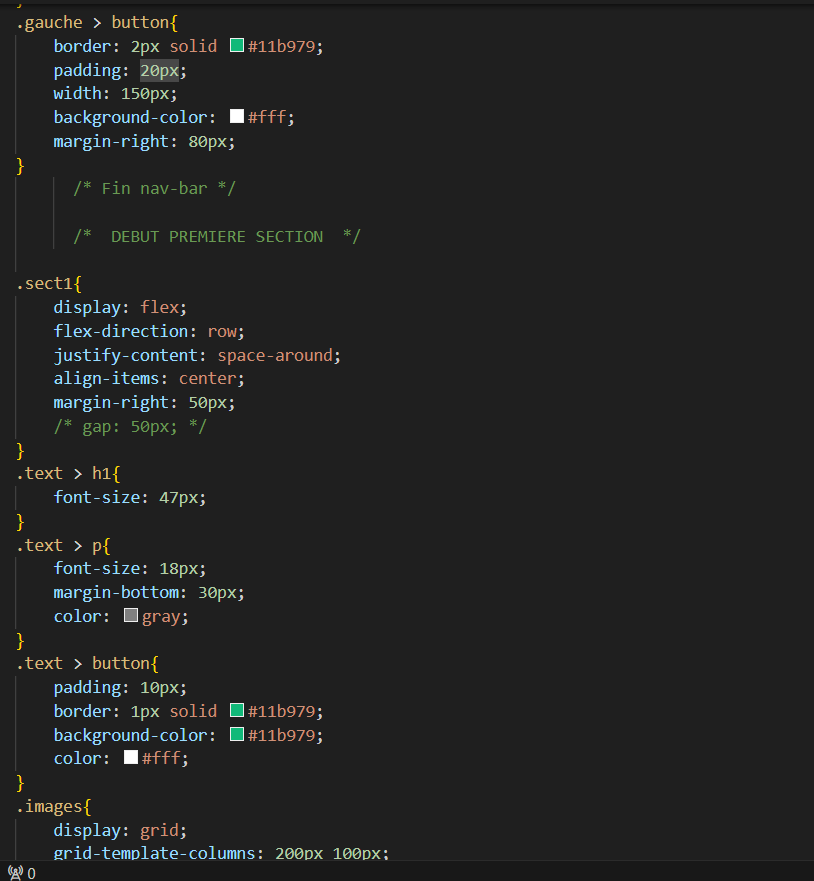 }
.gauche > button{
    border: 2px solid #11b979;
    padding: 20px;
    width: 150px;
    background-color: #fff;
    margin-right: 80px;
}
      /* Fin nav-bar */
      /*  DEBUT PREMIERE SECTION  */
.sect1{
    display: flex;
    flex-direction: row;
    justify-content: space-around;
    align-items: center;
    margin-right: 50px;
    /* gap: 50px; */
}
.text > h1{
    font-size: 47px;
}
.text > p{
    font-size: 18px;
    margin-bottom: 30px;
    color: gray;
}
.text > button{
    padding: 10px;
    border: 1px solid #11b979;
    background-color: #11b979;
    color: #fff;
}
.images{
    display: grid;
    grid-template-columns: 200px 100px;
0